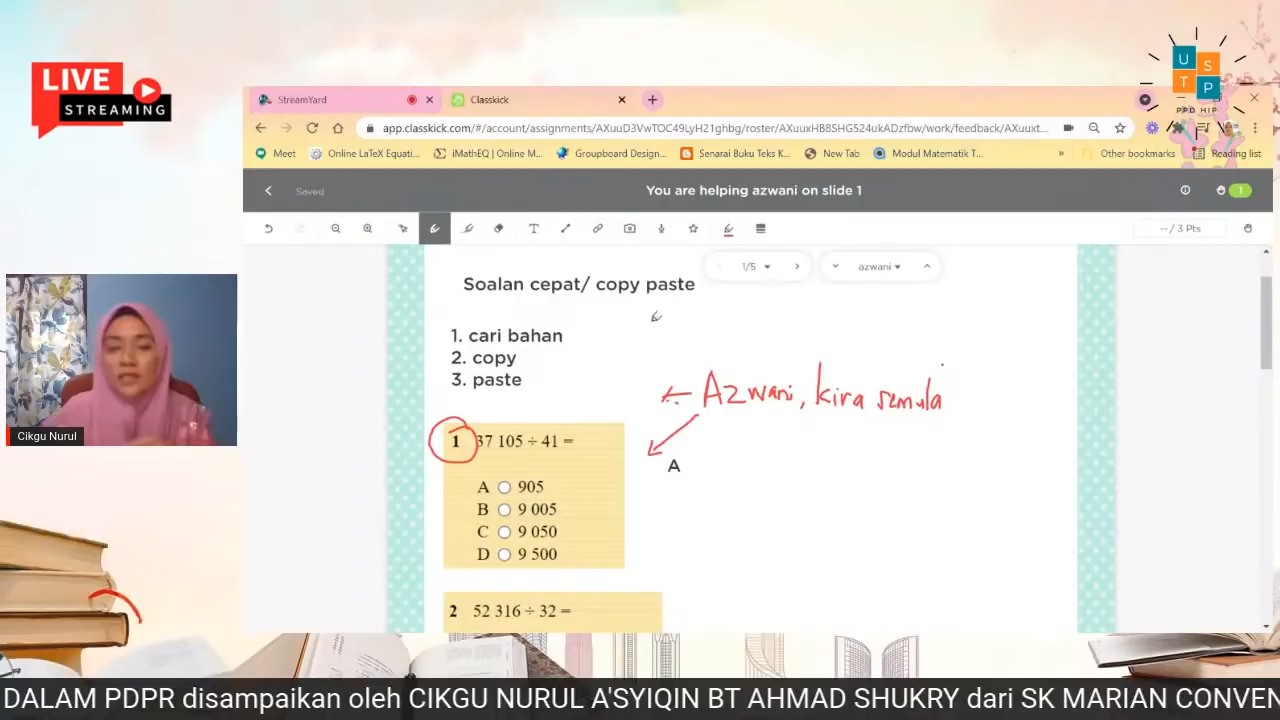 LIVE
STREAMING
U S
T P
PPD HIP
StreamYard
Classkick
app.classkick.com/#/account/assignments/AXuuD3VwTOC49LyH21ghbg/roster/AXuuxHB8SHG524ukADzfbw/work/feedback/AXuuxt...
Meet
Online LaTeX Equati...
iMathEQ | Online M...
Groupboard Design...
Senarai Buku Teks K...
New Tab
Modul Matematik T...
»
Other bookmarks
Reading list
Saved
You are helping azwani on slide 1
1
-- / 3 Pts
1/5
azwani
Soalan cepat/ copy paste
1. cari bahan
2. copy
3. paste
← Azwani, kira semula
1 37 105 ÷ 41 =
A
A 905
B 9 005
C 9 050
D 9 500
2 52 316 ÷ 32 =
Cikgu Nurul
DALAM PDPR disampaikan oleh CIKGU NURUL A'SYIQIN BT AHMAD SHUKRY dari SK MARIAN CONVEN